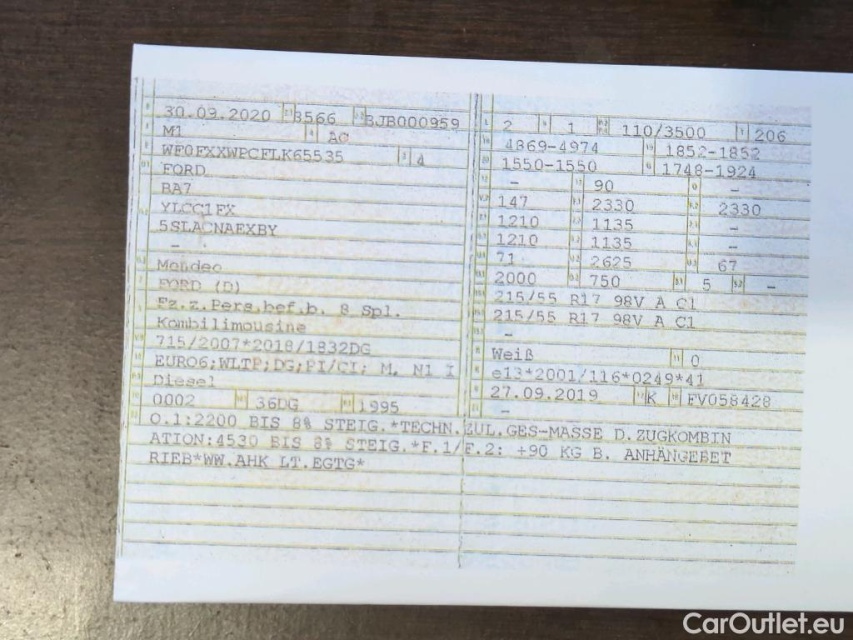 30.09.2020 8566 BJB000959
M1 AC
WF0FXXWPCFLK65535 4
FORD
BA7
YLCC1FX
5SLACNAEXBY
-
Mondeo
FORD (D)
Fz.z.Pers.bef.b. 8 Spl.
Kombilimousine
715/2007*2018/1832DG
EURO6;WLTP;DG;PI/CI; M, N1 I
Diesel
0002 36DG 1995
2 1 110/3500 206
4869-4974 1852-1852
1550-1550 1748-1924
- 90 -
147 2330 2330
1210 1135 -
1210 1135 -
71 2625 67
2000 750 5 -
215/55 R17 98V A C1
215/55 R17 98V A C1
-
Weiß 0
e13*2001/116*0249*41
27.09.2019 K FV058428
-
O.1:2200 BIS 8% STEIG.*TECHN.ZUL.GES-MASSE D.ZUGKOMBIN
ATION:4530 BIS 8% STEIG.*F.1/F.2: +90 KG B. ANHÄNGEBET
RIEB*WW.AHK LT.EGTG*
CarOutlet.eu